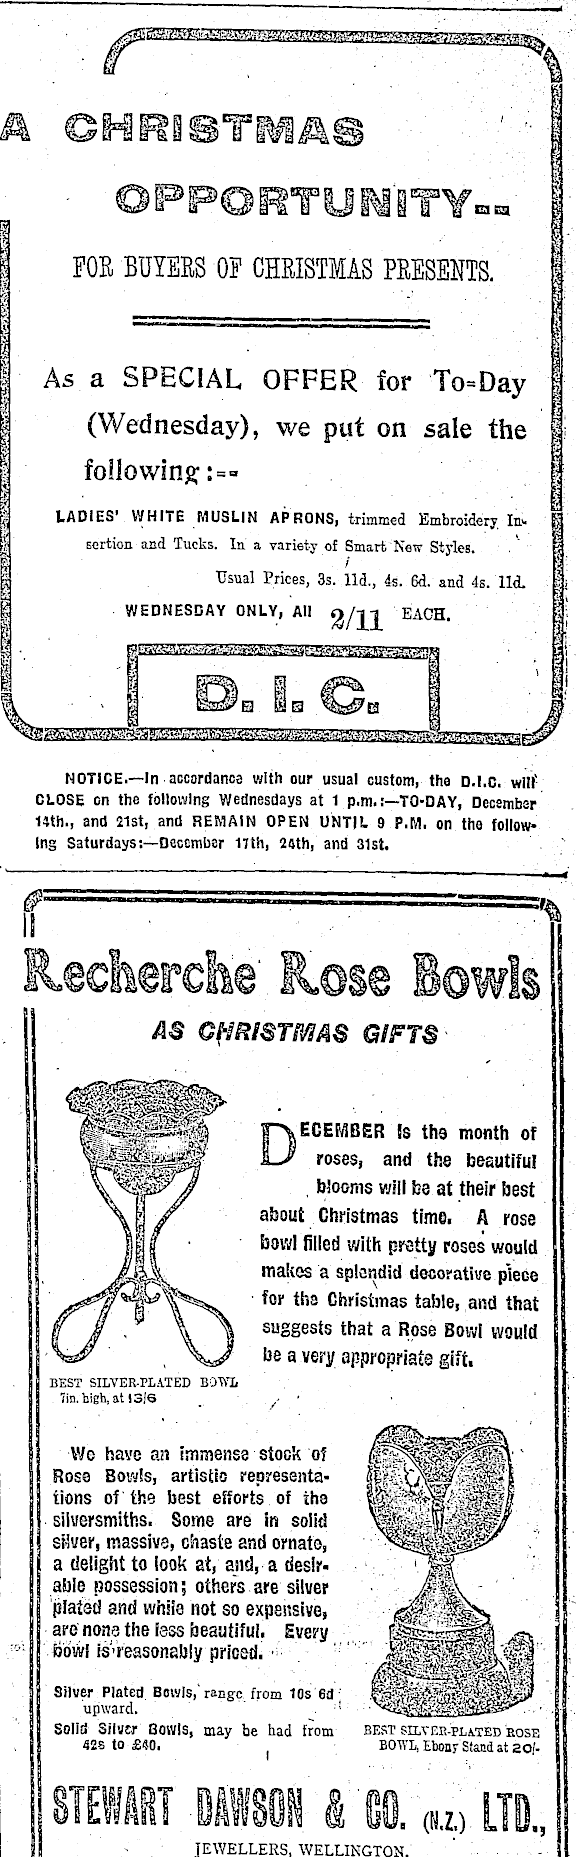 A CHRISTMAS
OPPORTUNITY--
FOR BUYERS OF CHRISTMAS PRESENTS.
As a SPECIAL OFFER for To=Day
(Wednesday), we put on sale the
following:--
LADIES' WHITE MUSLIN APRONS, trimmed Embroidery In-
sertion and Tucks. In a variety of Smart New Styles.
Usual Prices, 3s. 11d., 4s. 6d. and 4s. 11d.
WEDNESDAY ONLY, All 2/11 EACH.
D.I.C.
NOTICE.—In accordance with our usual custom, the D.I.C. will
CLOSE on the following Wednesdays at 1 p.m.:—TO-DAY, December
14th., and 21st, and REMAIN OPEN UNTIL 9 P.M. on the follow-
ing Saturdays:—December 17th, 24th, and 31st.
Recherche Rose Bowls
AS CHRISTMAS GIFTS
DECEMBER is the month of
roses, and the beautiful
blooms will be at their best
about Christmas time. A rose
bowl filled with pretty roses would
makes a splendid decorative piece
for the Christmas table, and that
suggests that a Rose Bowl would
be a very appropriate gift.
BEST SILVER-PLATED BOWL
7in. high, at 13/6
We have an immense stock of
Rose Bowls, artistic representa-
tions of the best efforts of the
silversmiths. Some are in solid
silver, massive, chaste and ornate,
a delight to look at, and, a desir-
able possession; others are silver
plated and while not so expensive,
are none the less beautiful. Every
bowl is reasonably priced.
Silver Plated Bowls, range from 10s 6d
upward.
Solid Silver Bowls, may be had from
42s to £40.
BEST SILVER-PLATED ROSE
BOWL, Ebony Stand at 20/-
STEWART DAWSON & CO. (N.Z.) LTD.,
JEWELLERS, WELLINGTON.